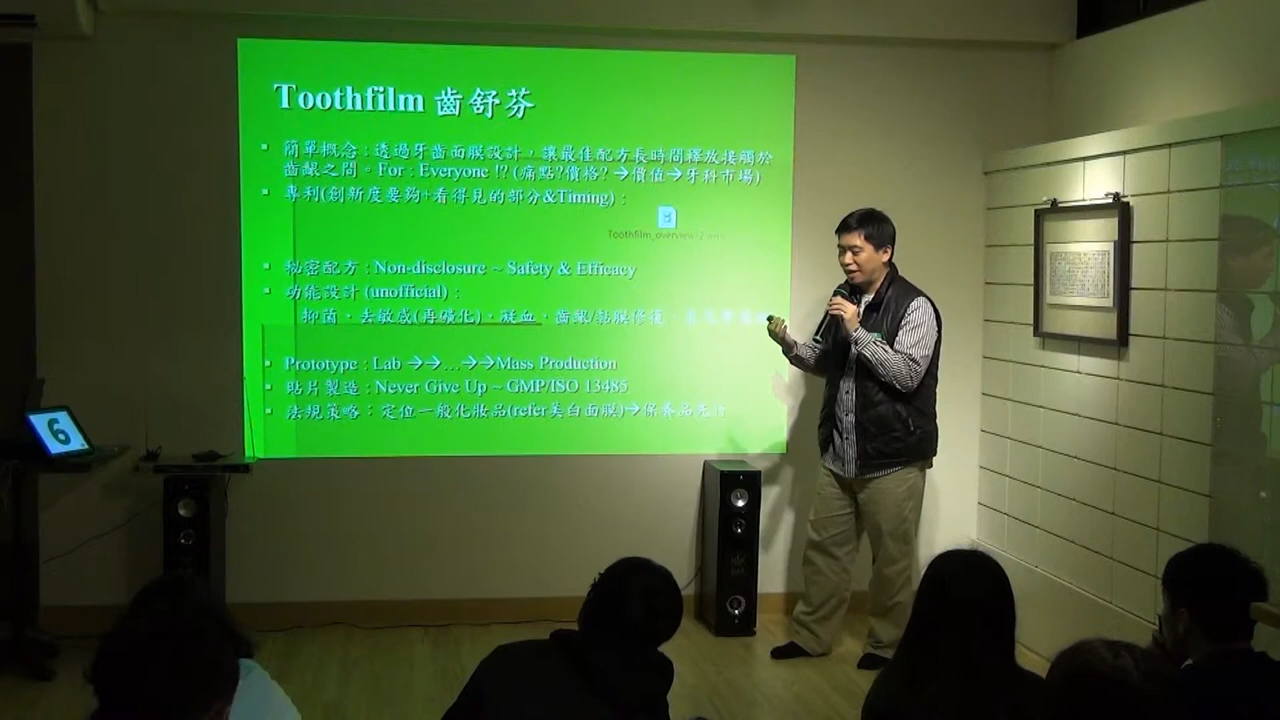 Toothfilm 齒舒芬
簡單概念：透過牙齒面膜設計，讓最佳配方長時間釋放接觸於
齒齦之間。For : Everyone !? (痛點?價格? →價值→牙科市場)
專利(創新度要夠+看得見的部分&Timing)：
Toothfilm_overview
秘密配方 : Non-disclosure ~ Safety & Efficacy
功能設計 (unofficial)：
抑菌、去敏感(再礦化)、凝血、齒齦/黏膜修復、
Prototype : Lab →→…→→Mass Production
貼片製造 : Never Give Up ~ GMP/ISO 13485
法規策略：定位一般化妝品(refer美白面膜)→保養品先行
6